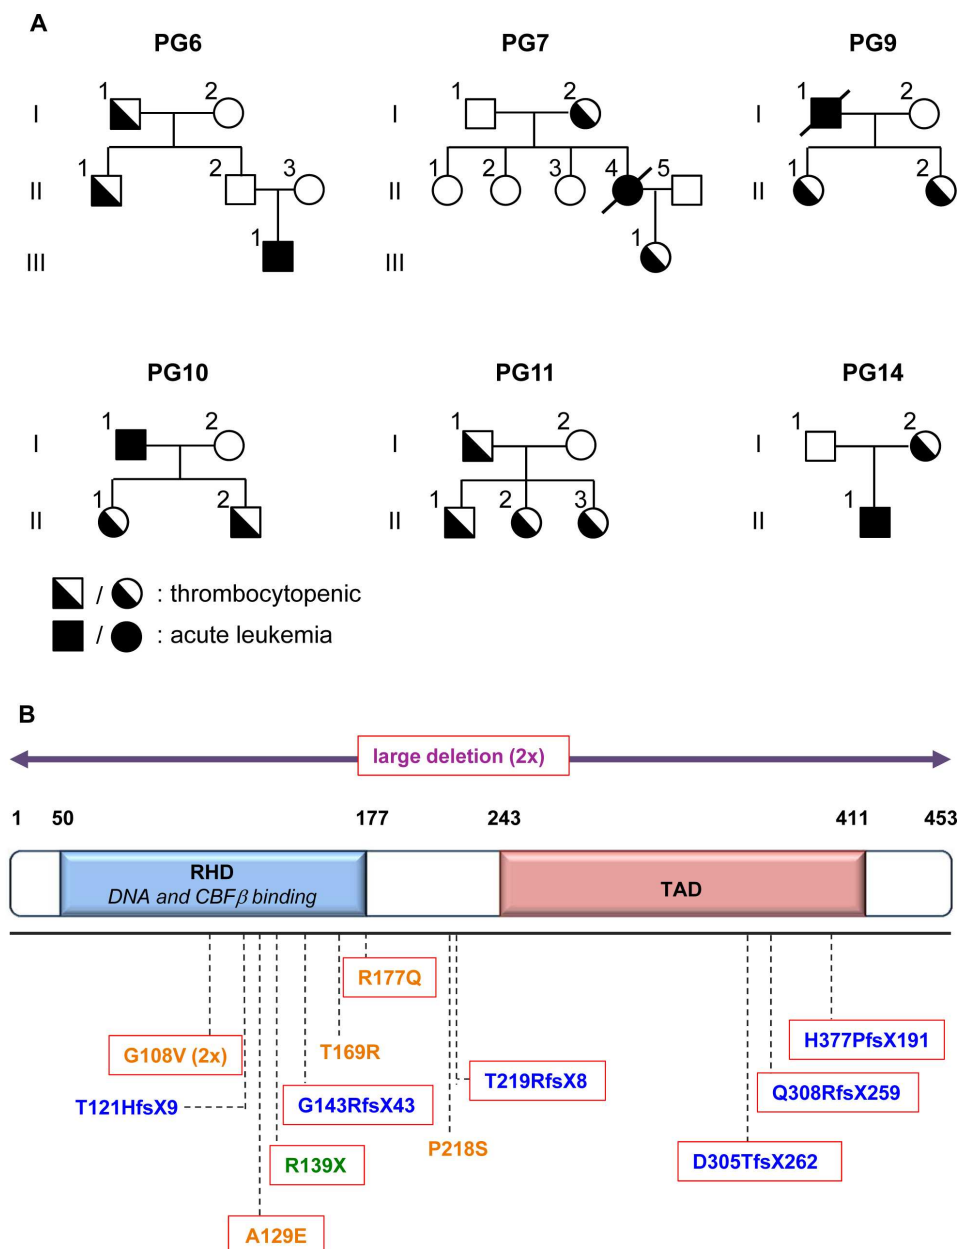 A
PG6
PG7
PG9
1 2
1 2
1 2
I
I
I
1 2 3
1 2 3 4 5
1 2
II
II
II
1
1
III
III
PG10
PG11
PG14
1 2
1 2
1 2
I
I
I
1 2
1 2 3
1
II
II
II
/ : thrombocytopenic
/ : acute leukemia
B
large deletion (2x)
1 50 177 243 411 453
RHD
DNA and CBFβ binding
TAD
R177Q
G108V (2x)
T169R
H377PfsX191
T121HfsX9
G143RfsX43
T219RfsX8
Q308RfsX259
P218S
R139X
D305TfsX262
A129E